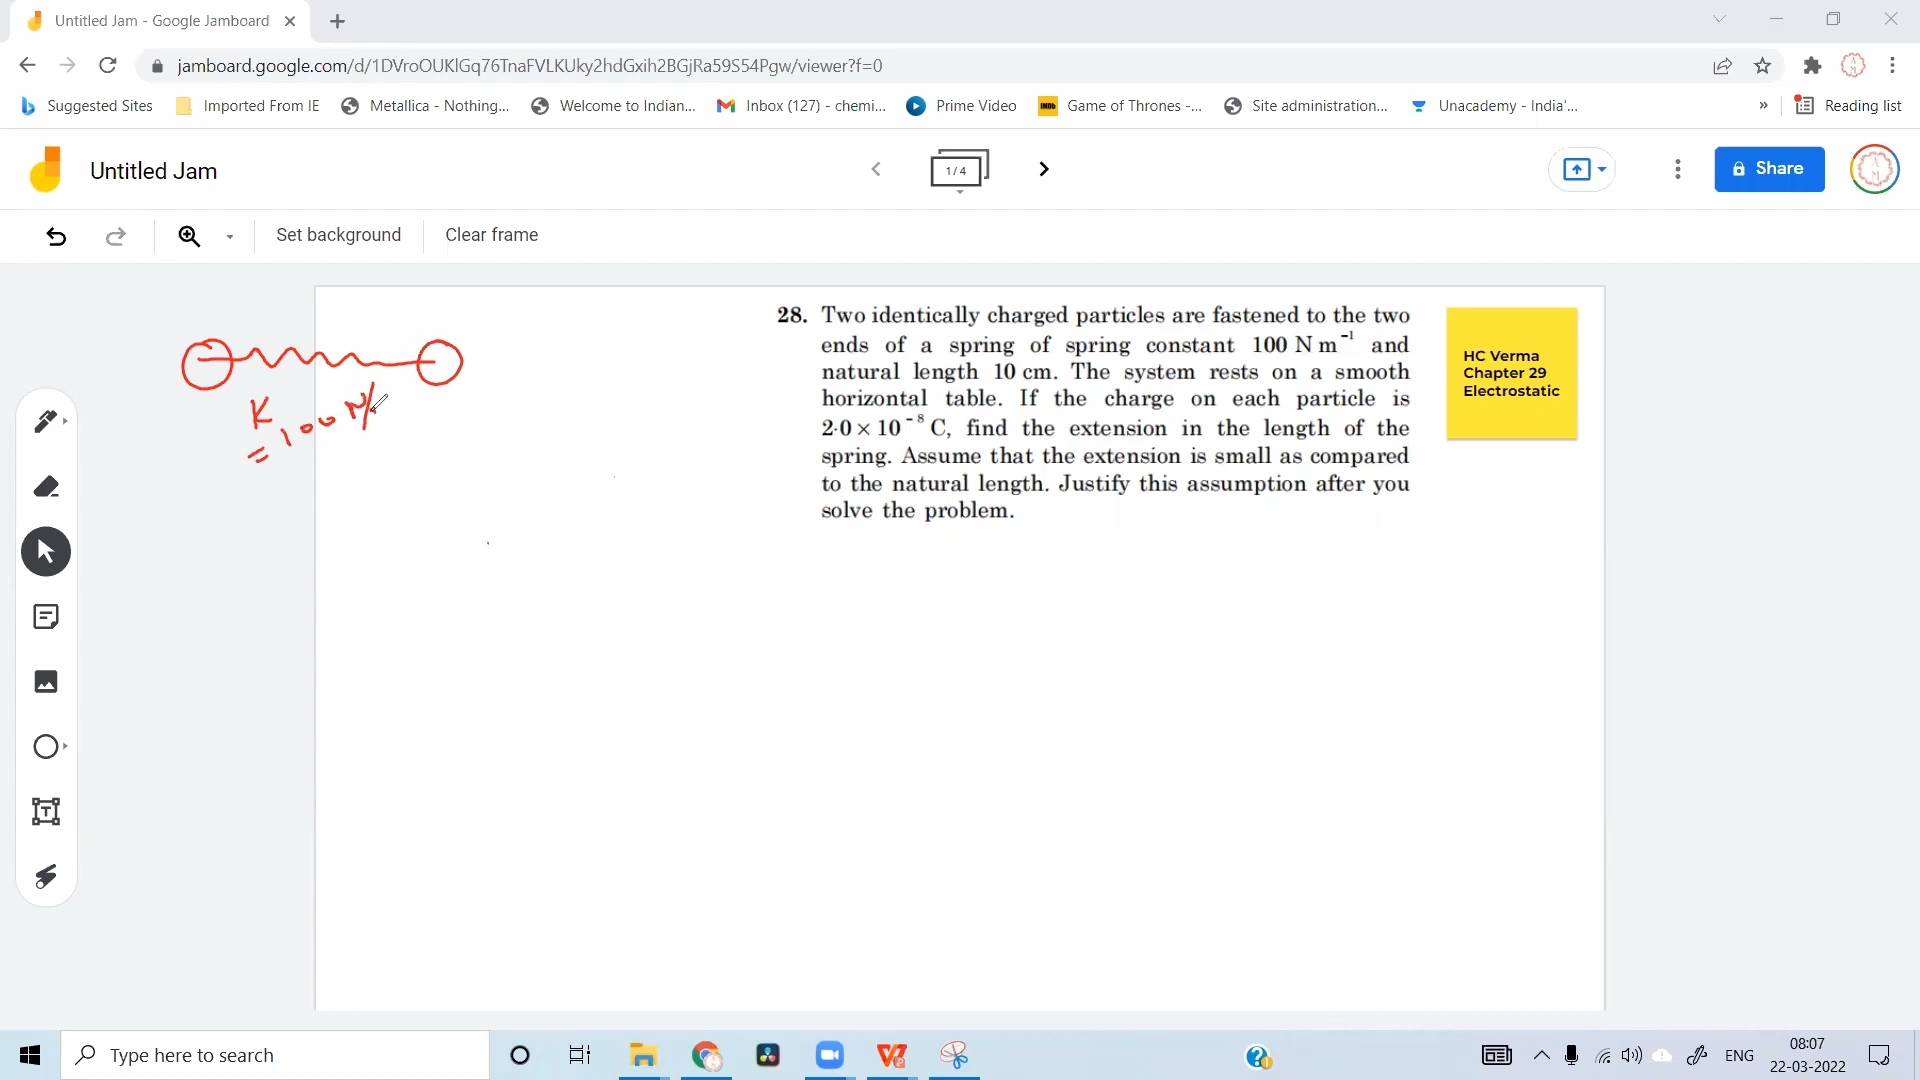 Untitled Jam - Google Jamboard
jamboard.google.com/d/1DVroOUKlGq76TnaFVLKUky2hdGxih2BGjRa59S54Pgw/viewer?f=0
Suggested Sites Imported From IE Metallica - Nothing... Welcome to Indian... Inbox (127) - chemi... Prime Video IMDb Game of Thrones -... Site administration... Unacademy - India'... » Reading list
Untitled Jam 1 / 4 Share
Set background Clear frame
28. Two identically charged particles are fastened to the two
ends of a spring of spring constant 100 N m⁻¹ and
natural length 10 cm. The system rests on a smooth
horizontal table. If the charge on each particle is
2·0 × 10⁻⁸ C, find the extension in the length of the
spring. Assume that the extension is small as compared
to the natural length. Justify this assumption after you
solve the problem.
HC Verma
Chapter 29
Electrostatic
K
= 100 N/
Type here to search
ENG
08:07
22-03-2022